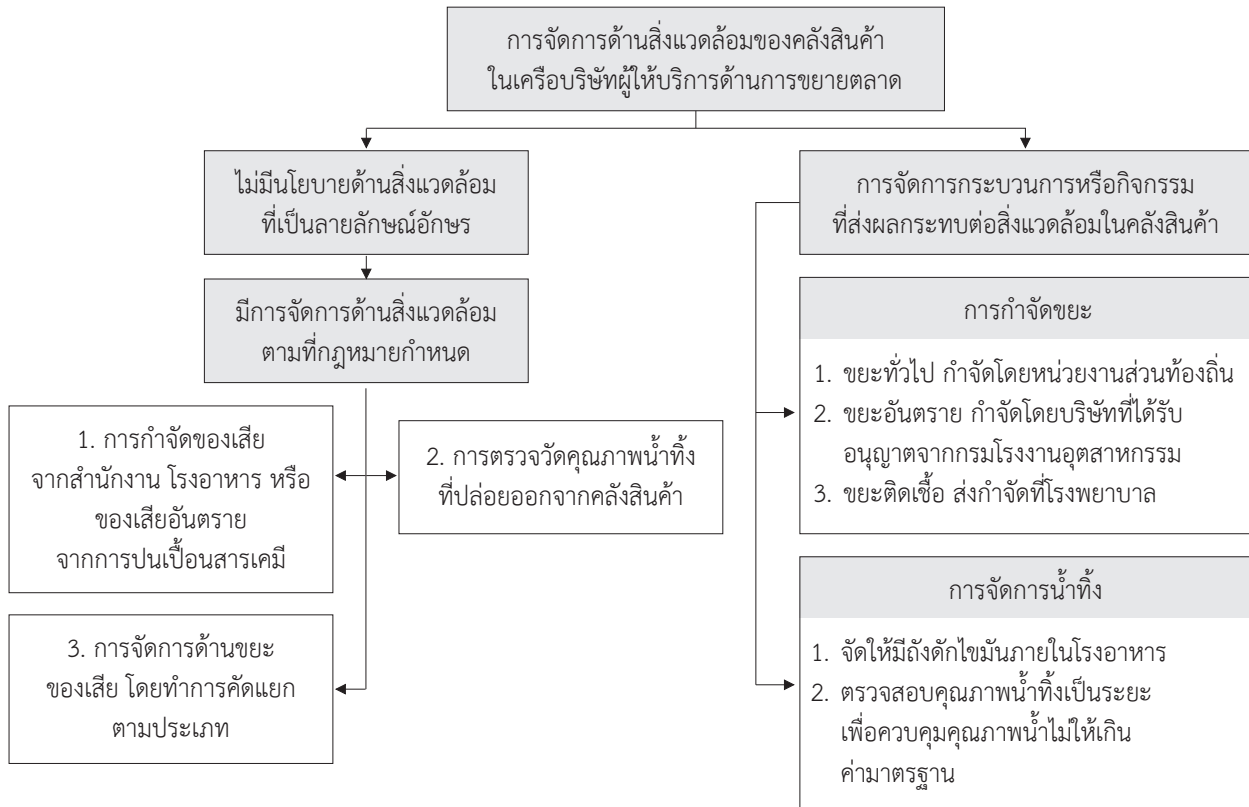 การจัดการด้านสิ่งแวดล้อมของคลังสินค้า
ในเครือบริษัทผู้ให้บริการด้านการขยายตลาด
ไม่มีนโยบายด้านสิ่งแวดล้อม
ที่เป็นลายลักษณ์อักษร
มีการจัดการด้านสิ่งแวดล้อม
ตามที่กฎหมายกำหนด
1. การกำจัดของเสีย
จากสำนักงาน โรงอาหาร หรือ
ของเสียอันตราย
จากการปนเปื้อนสารเคมี
2. การตรวจวัดคุณภาพน้ำทิ้ง
ที่ปล่อยออกจากคลังสินค้า
3. การจัดการด้านขยะ
ของเสีย โดยทำการคัดแยก
ตามประเภท
การจัดการกระบวนการหรือกิจกรรม
ที่ส่งผลกระทบต่อสิ่งแวดล้อมในคลังสินค้า
การกำจัดขยะ
1. ขยะทั่วไป กำจัดโดยหน่วยงานส่วนท้องถิ่น
2. ขยะอันตราย กำจัดโดยบริษัทที่ได้รับ
อนุญาตจากกรมโรงงานอุตสาหกรรม
3. ขยะติดเชื้อ ส่งกำจัดที่โรงพยาบาล
การจัดการน้ำทิ้ง
1. จัดให้มีถังดักไขมันภายในโรงอาหาร
2. ตรวจสอบคุณภาพน้ำทิ้งเป็นระยะ
เพื่อควบคุมคุณภาพน้ำไม่ให้เกิน
ค่ามาตรฐาน